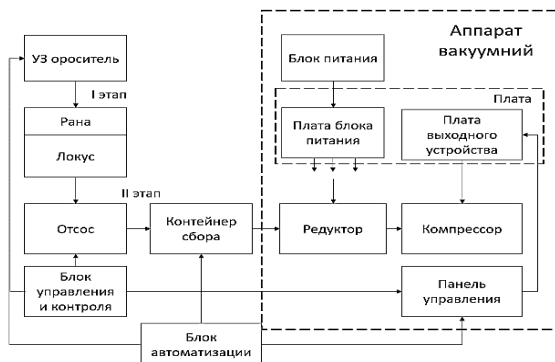 Аппарат
вакуумний
УЗ ороситель
Блок питания
I этап
Плата
Рана
Локус
Плата блока
питания
Плата
выходного
устройства
II этап
Отсос
Контейнер
сбора
Редуктор
Компрессор
Блок
управления
и контроля
Панель
управления
Блок
автоматизации